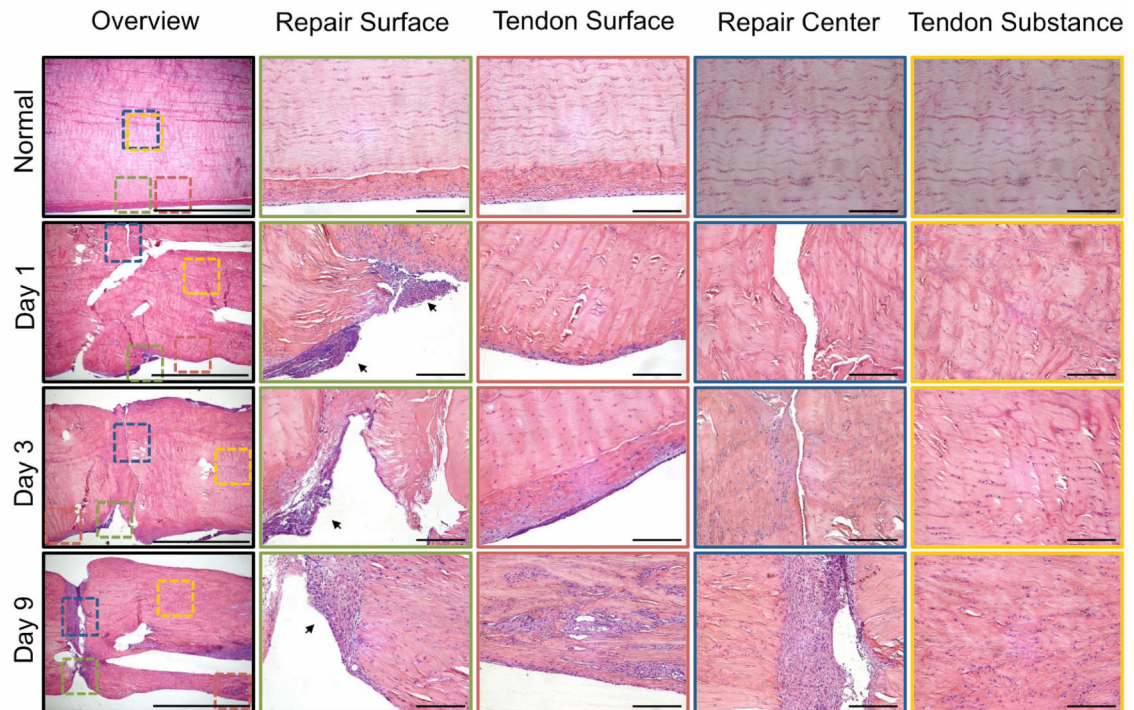 Overview Repair Surface Tendon Surface Repair Center Tendon Substance
Normal
Day 1
Day 3
Day 9